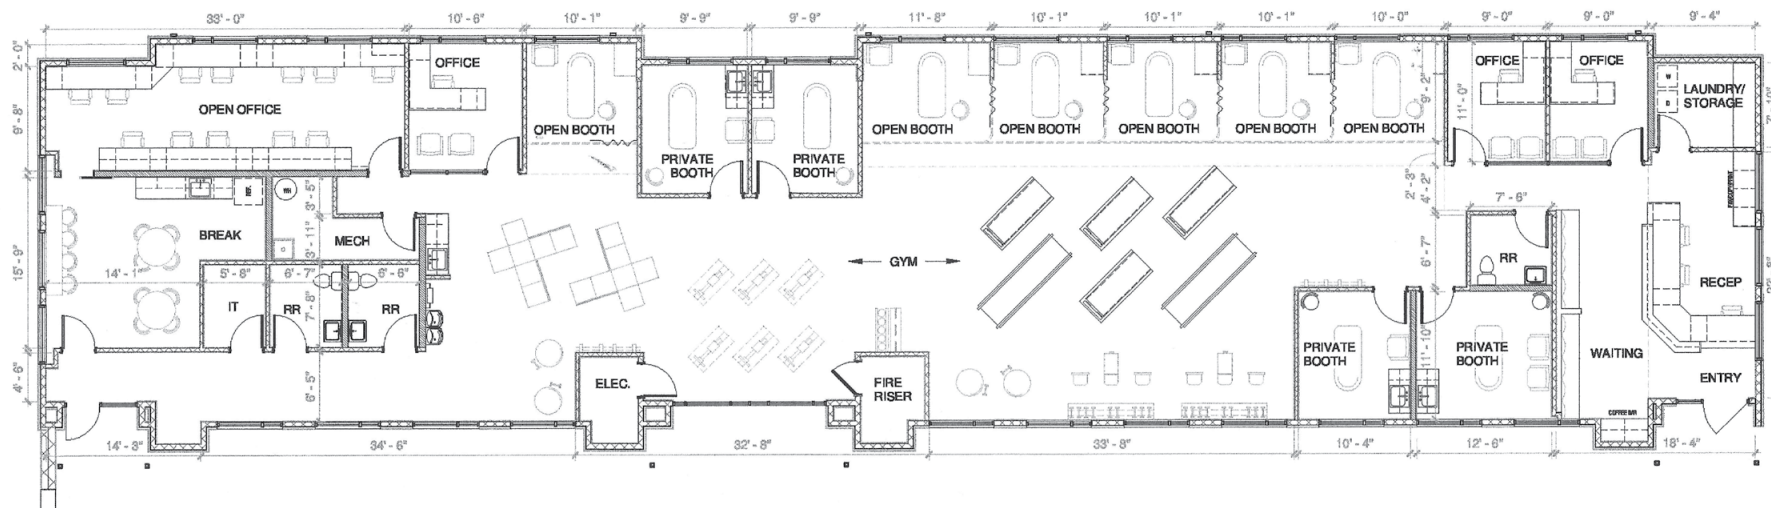 33' - 0" 10' - 6" 10' - 1" 9' - 9" 9' - 9" 11' - 8" 10' - 1" 10' - 1" 10' - 1" 10' - 0" 9' - 0" 9' - 0" 9' - 4"
2' - 0"
9' - 8"
OPEN OFFICE
OFFICE
OPEN BOOTH
PRIVATE
BOOTH
PRIVATE
BOOTH
OPEN BOOTH
OPEN BOOTH
OPEN BOOTH
OPEN BOOTH
OPEN BOOTH
9' - 2"
11' - 0"
OFFICE
OFFICE
W
D
LAUNDRY/
STORAGE
15' - 9"
REF.
WH
3' - 5"
BREAK
3' - 11"
MECH
14' - 1"
5' - 8"
6' - 7"
6' - 6"
IT
RR
7' - 8"
RR
GYM
2' - 3"
4' - 2"
7' - 6"
6' - 7"
RR
RECEP
4' - 6"
6' - 5"
ELEC.
FIRE
RISER
PRIVATE
BOOTH
11' - 10"
PRIVATE
BOOTH
WAITING
ENTRY
COFFEE BAR
14' - 3" 34' - 6" 32' - 8" 33' - 8" 10' - 4" 12' - 6" 18' - 4"